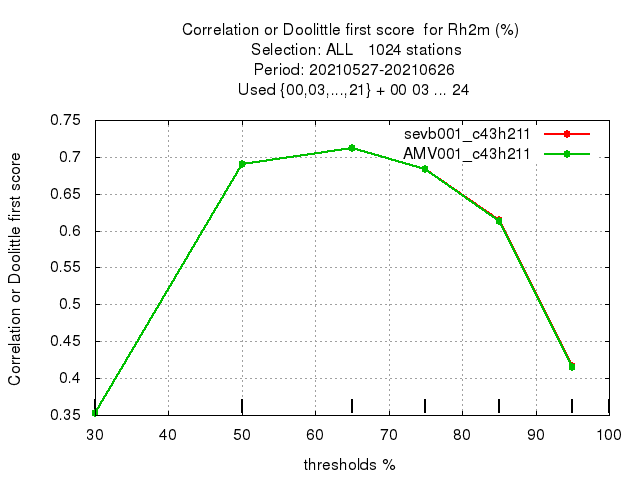 Correlation or Doolittle first score  for Rh2m (%)
Selection: ALL   1024 stations
Period: 20210527-20210626
Used {00,03,...,21} + 00 03 ... 24
sevb001_c43h211
AMV001_c43h211
Correlation or Doolittle first score
0.75
0.7
0.65
0.6
0.55
0.5
0.45
0.4
0.35
30 40 50 60 70 80 90 100
thresholds %